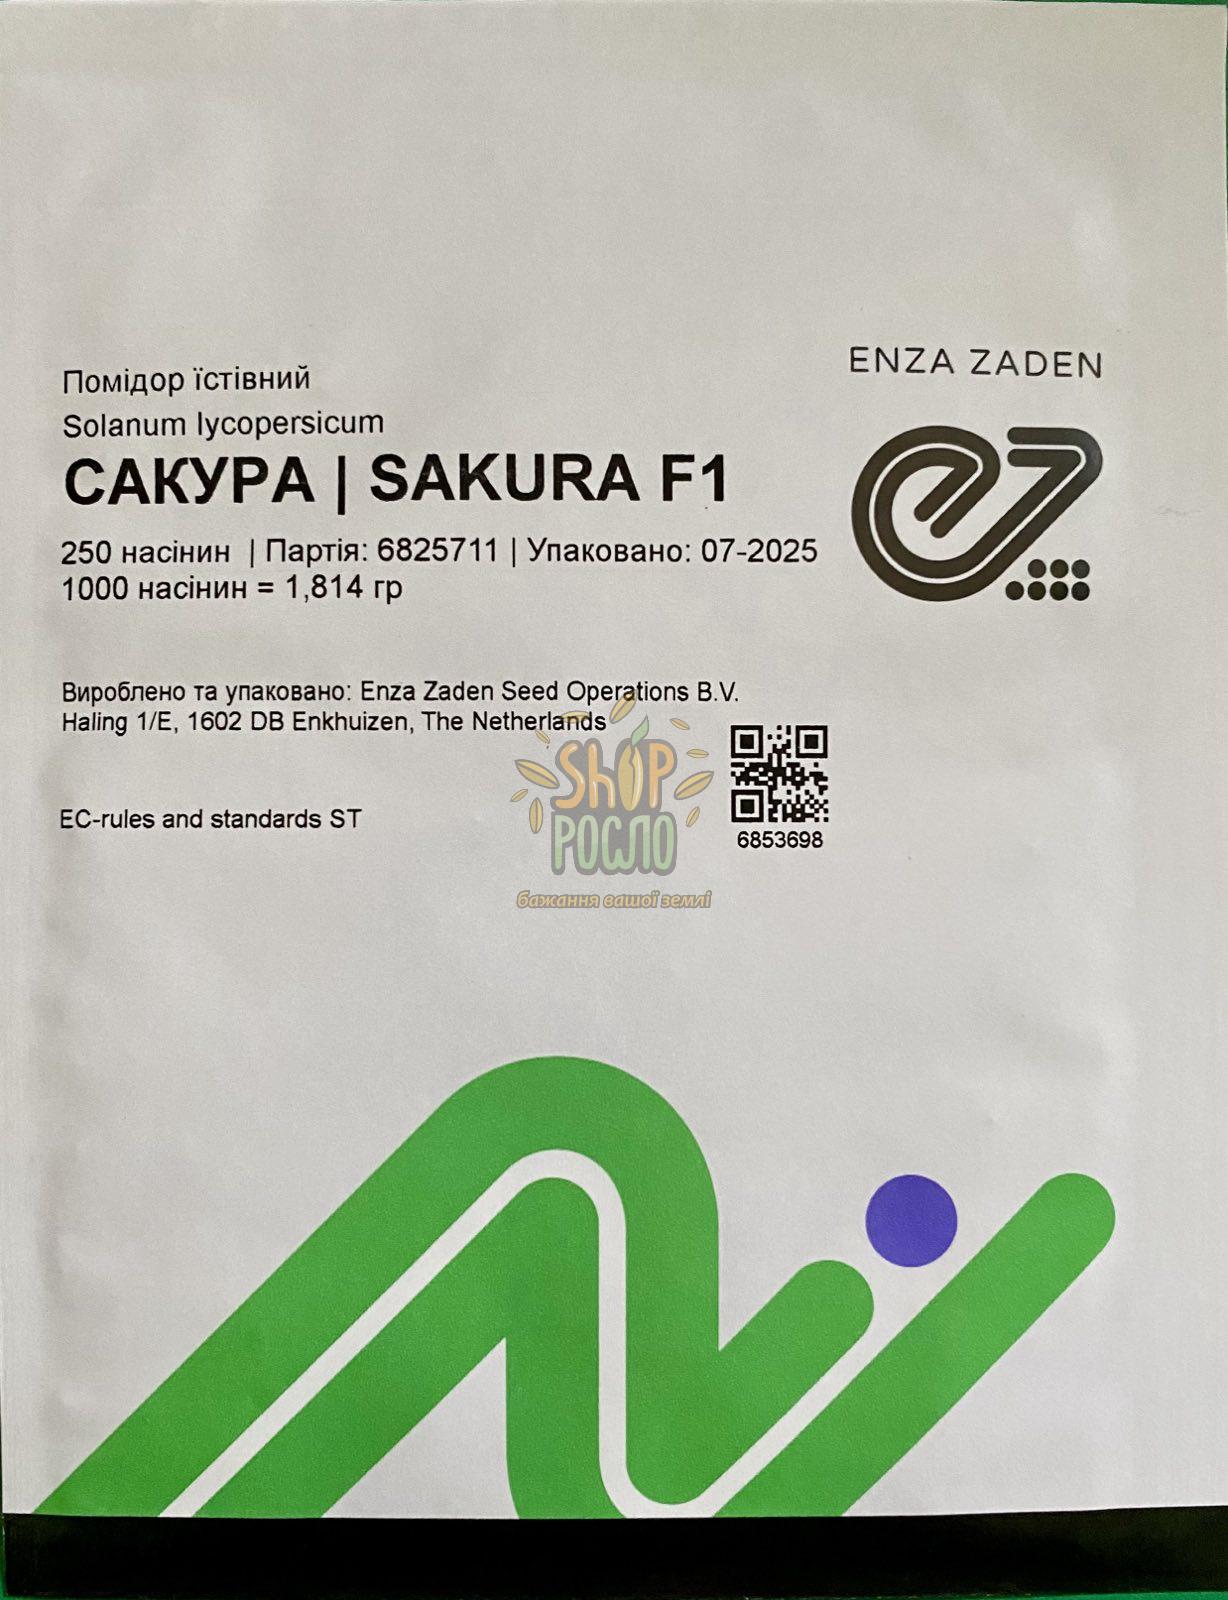 ENZA ZADEN
Помідор їстівний
Solanum lycopersicum
САКУРА | SAKURA F1
250 насінин | Партія: 6825711 | Упаковано: 07-2025
1000 насінин = 1,814 гр
Вироблено та упаковано: Enza Zaden Seed Operations B.V.
Haling 1/E, 1602 DB Enkhuizen, The Netherlands
SHOP
РОСЛО
бажання вашої землі
6853698
EC-rules and standards ST